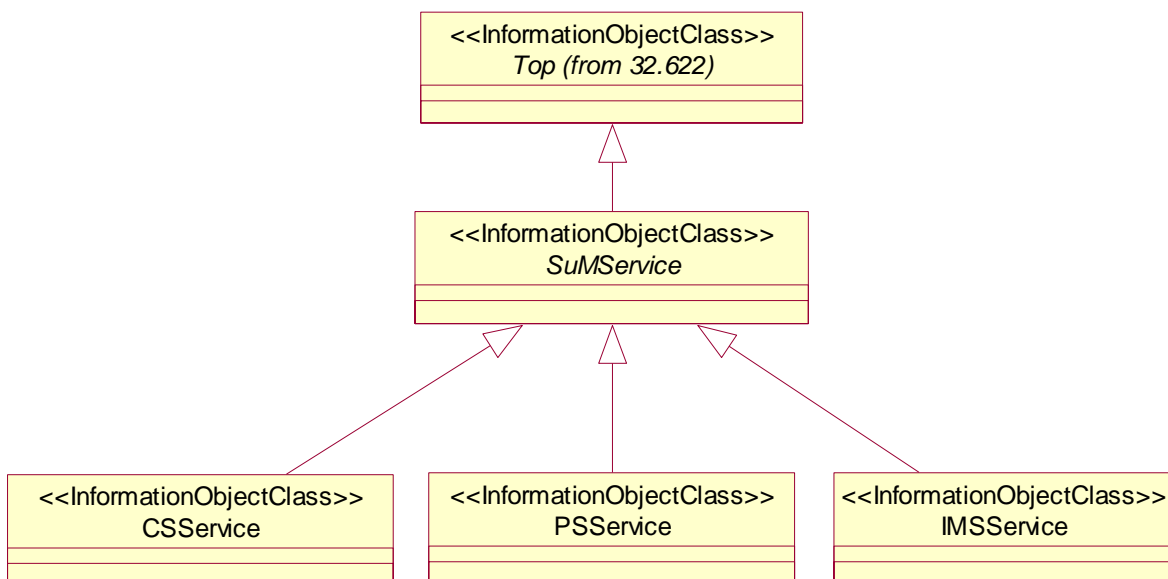 <<InformationObjectClass>>
Top (from 32.622)
<<InformationObjectClass>>
SuMService
<<InformationObjectClass>>
CSService
<<InformationObjectClass>>
PSService
<<InformationObjectClass>>
IMSService